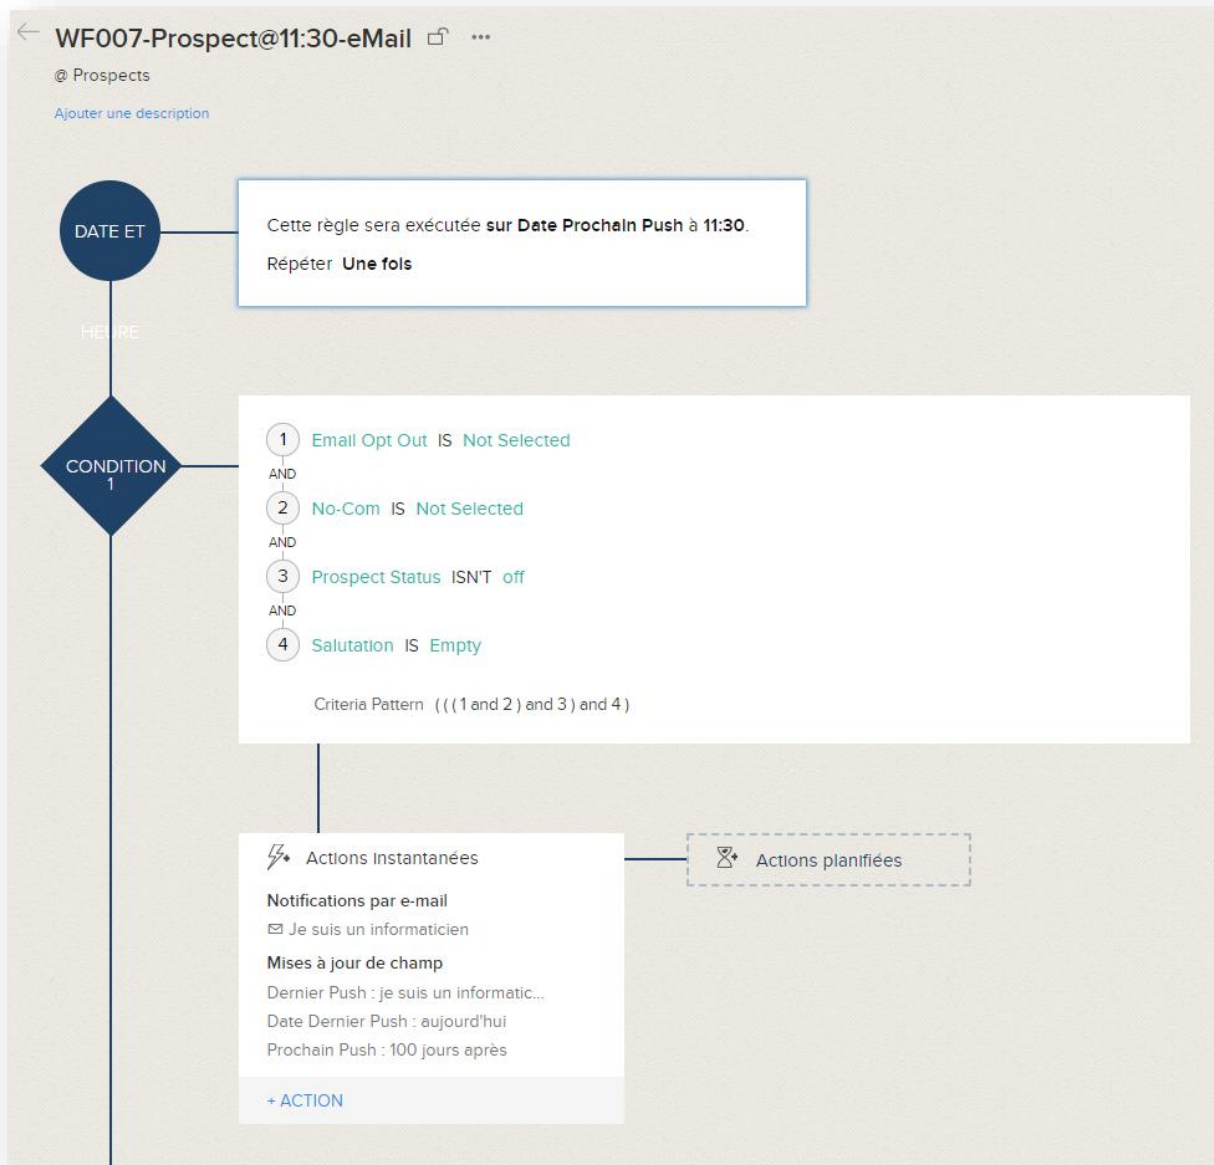 WF007-Prospect@11:30-eMail
@ Prospects
Ajouter une description
DATE ET
HEURE
Cette règle sera exécutée sur Date Prochain Push à 11:30.
Répéter Une fois
CONDITION
1
1 Email Opt Out IS Not Selected
AND
2 No-Com IS Not Selected
AND
3 Prospect Status ISN'T off
AND
4 Salutation IS Empty
Criteria Pattern ( ( ( 1 and 2 ) and 3 ) and 4 )
Actions Instantanées
Actions planifiées
Notifications par e-mail
Je suis un informaticien
Mises à jour de champ
Dernier Push : je suis un informatic...
Date Dernier Push : aujourd'hui
Prochain Push : 100 jours après
+ ACTION